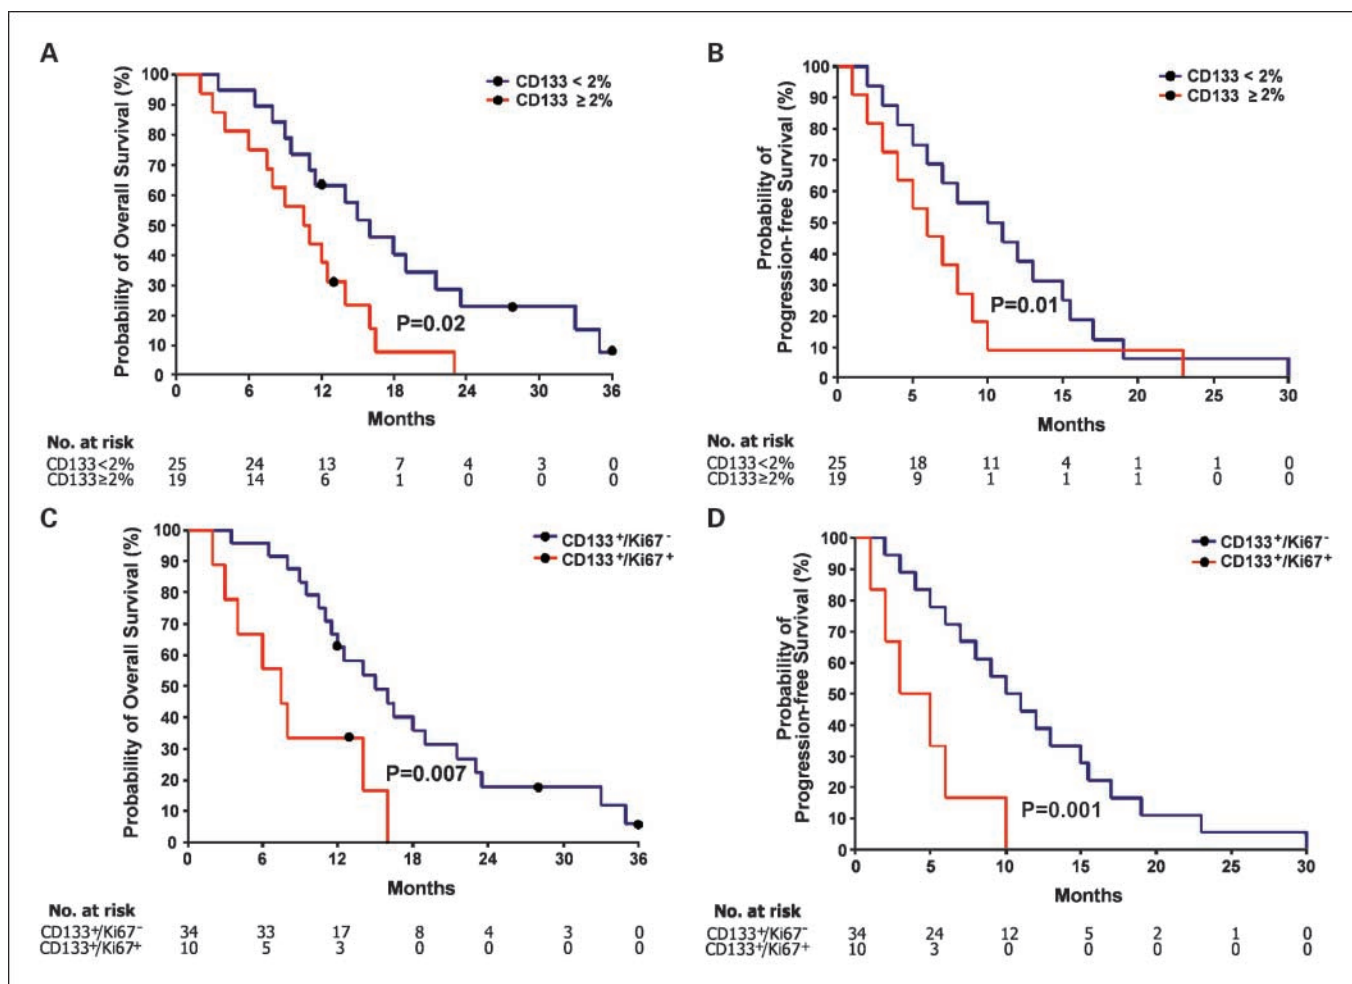 A
Probability of Overall Survival (%)
100
90
80
70
60
50
40
30
20
10
0
CD133 < 2%
CD133 ≥ 2%
P=0.02
0 6 12 18 24 30 36
Months
No. at risk
CD133<2% 25 24 13 7 4 3 0
CD133≥2% 19 14 6 1 0 0 0
B
Probability of
Progression-free Survival (%)
100
90
80
70
60
50
40
30
20
10
0
CD133 < 2%
CD133 ≥ 2%
P=0.01
0 5 10 15 20 25 30
Months
No. at risk
CD133<2% 25 18 11 4 1 1 0
CD133≥2% 19 9 1 1 1 0 0
C
Probability of Overall Survival (%)
100
90
80
70
60
50
40
30
20
10
0
CD133⁺/Ki67⁻
CD133⁺/Ki67⁺
P=0.007
0 6 12 18 24 30 36
Months
No. at risk
CD133⁺/Ki67⁻ 34 33 17 8 4 3 0
CD133⁺/Ki67⁺ 10 5 3 0 0 0 0
D
Probability of
Progression-free Survival (%)
100
90
80
70
60
50
40
30
20
10
0
CD133⁺/Ki67⁻
CD133⁺/Ki67⁺
P=0.001
0 5 10 15 20 25 30
Months
No. at risk
CD133⁺/Ki67⁻ 34 24 12 5 2 1 0
CD133⁺/Ki67⁺ 10 3 0 0 0 0 0